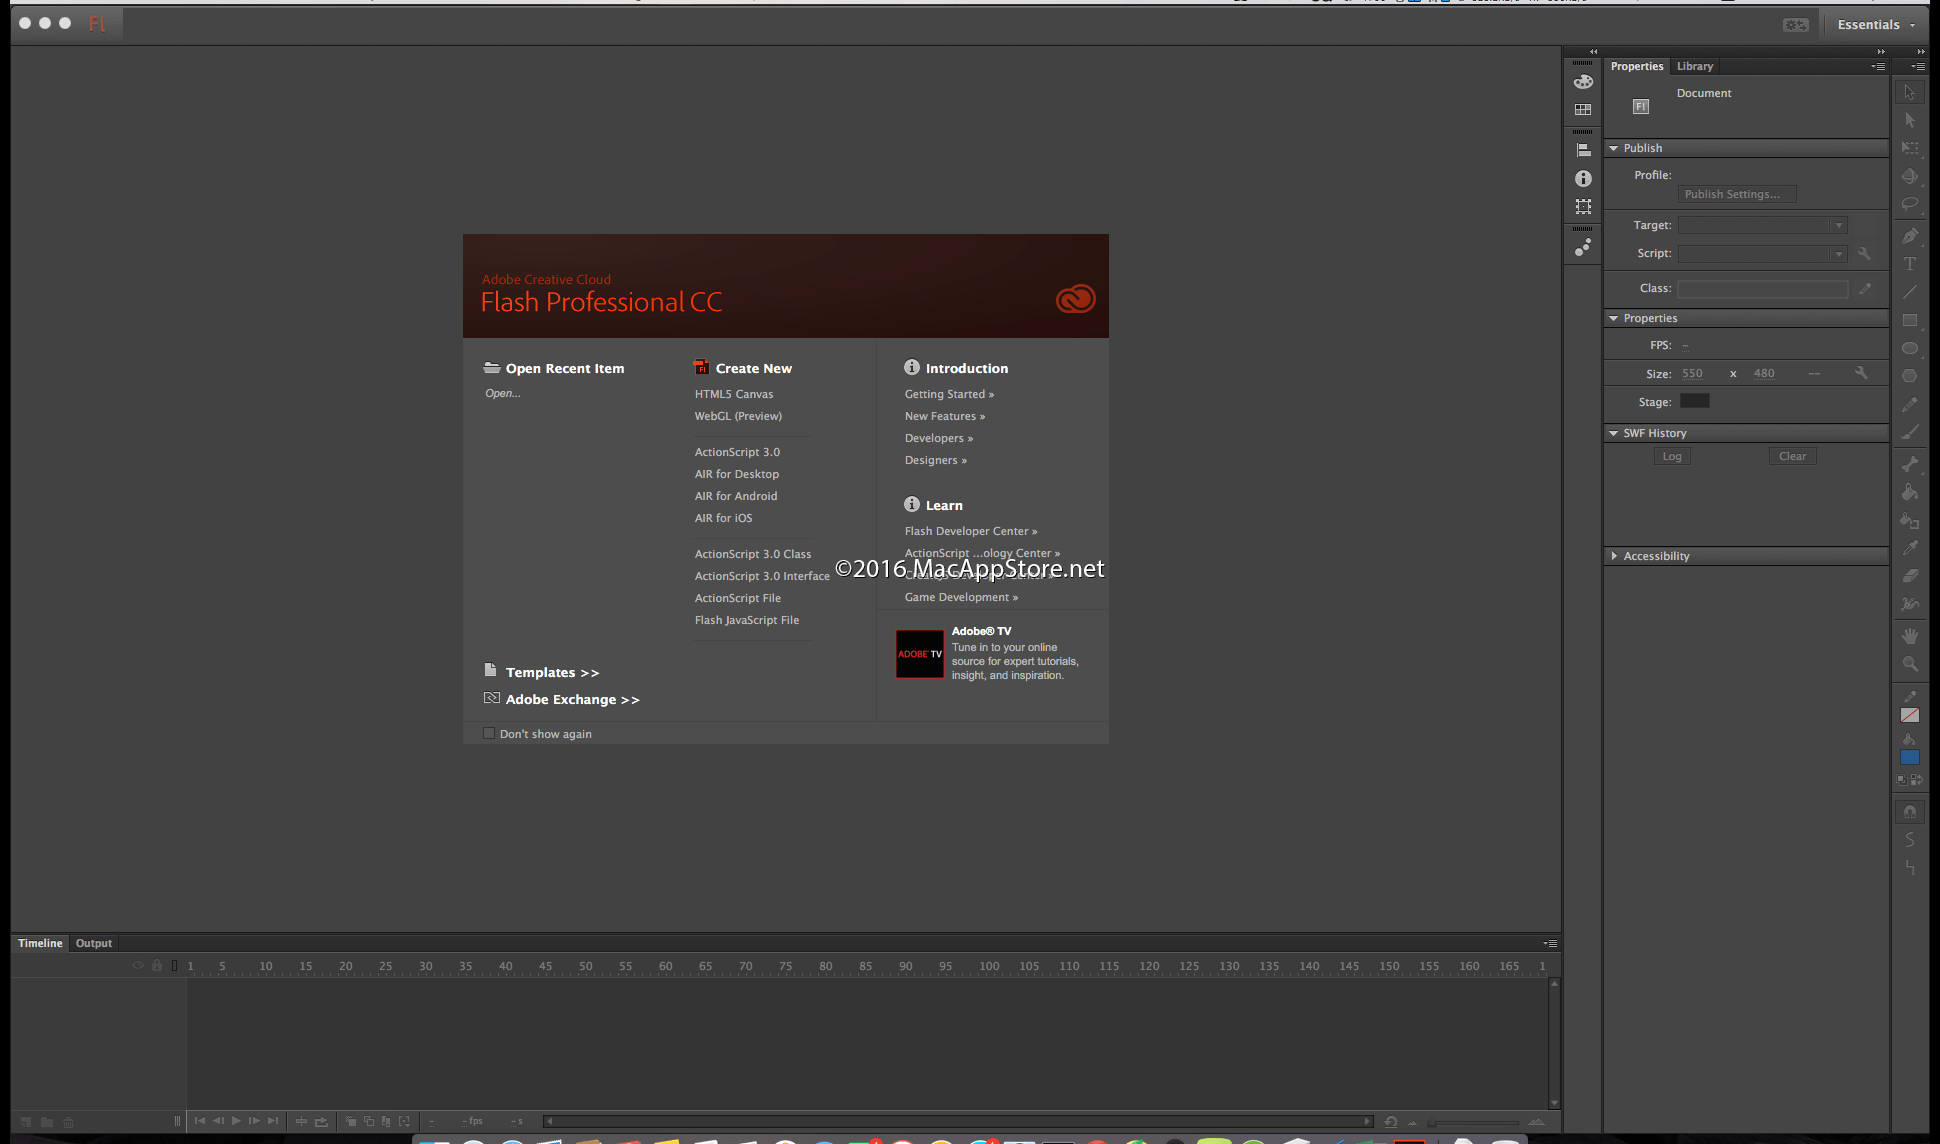 Fl
Essentials
Properties Library
Document
Fl
Publish
Profile:
Publish Settings...
Target:
Script:
Class:
Properties
FPS: --
Size: 550 x 480 --
Stage:
SWF History
Log Clear
Accessibility
Adobe Creative Cloud
Flash Professional CC
Open Recent Item
Open...
Templates >>
Adobe Exchange >>
Create New
HTML5 Canvas
WebGL (Preview)
ActionScript 3.0
AIR for Desktop
AIR for Android
AIR for iOS
ActionScript 3.0 Class
ActionScript 3.0 Interface
ActionScript File
Flash JavaScript File
Introduction
Getting Started »
New Features »
Developers »
Designers »
Learn
Flash Developer Center »
ActionScript ...ology Center »
©2016 MacAppStore.net
Game Development »
ADOBE TV
Adobe® TV
Tune in to your online
source for expert tutorials,
insight, and inspiration.
Don't show again
Timeline Output
1 5 10 15 20 25 30 35 40 45 50 55 60 65 70 75 80 85 90 95 100 105 110 115 120 125 130 135 140 145 150 155 160 165 1
- - fps - s